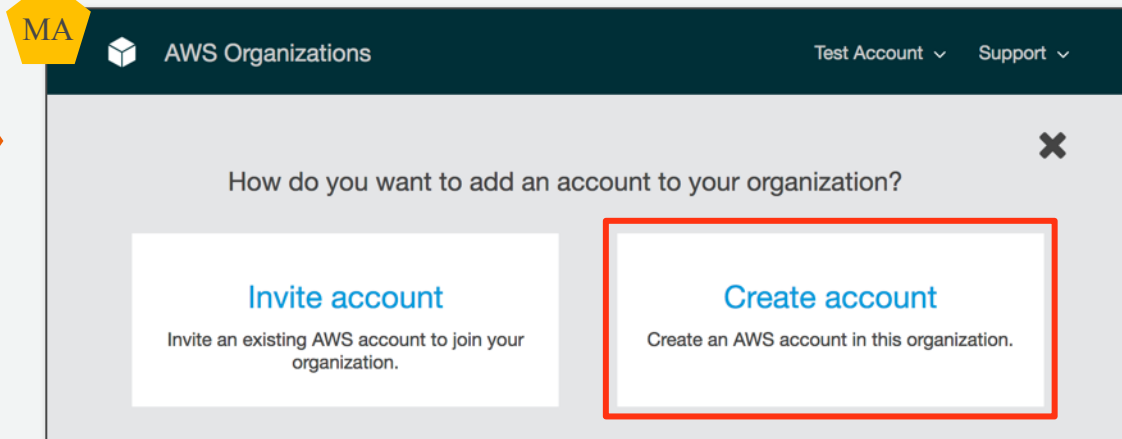 MA
AWS Organizations
Test Account
Support
How do you want to add an account to your organization?
Invite account
Invite an existing AWS account to join your
organization.
Create account
Create an AWS account in this organization.